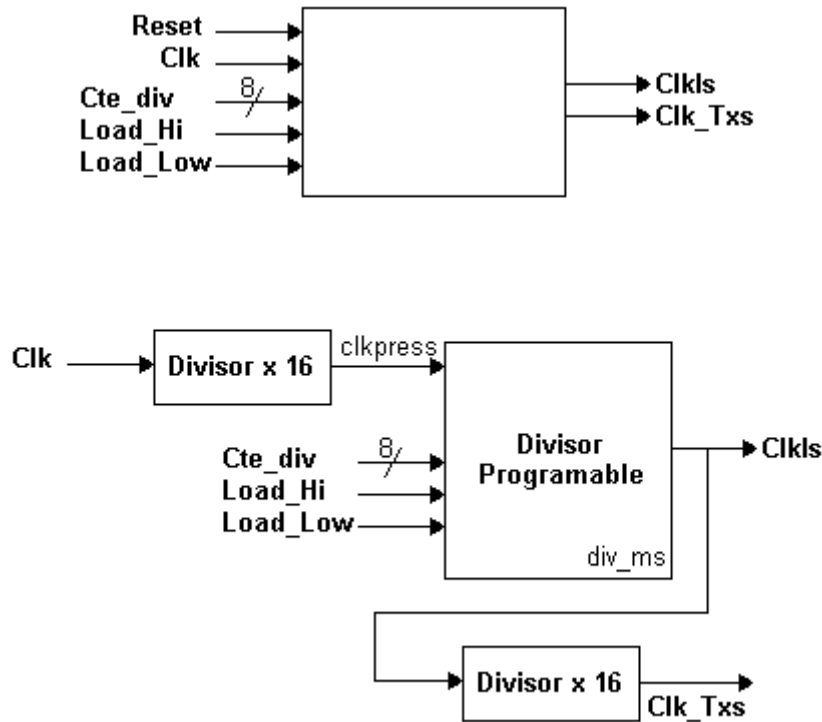 Reset
Clk
Cte_div
8
Load_Hi
Load_Low
Clkls
Clk_Txs
Clk
Divisor x 16
clkpress
Cte_div
8
Load_Hi
Load_Low
Divisor
Programable
div_ms
Clkls
Divisor x 16
Clk_Txs